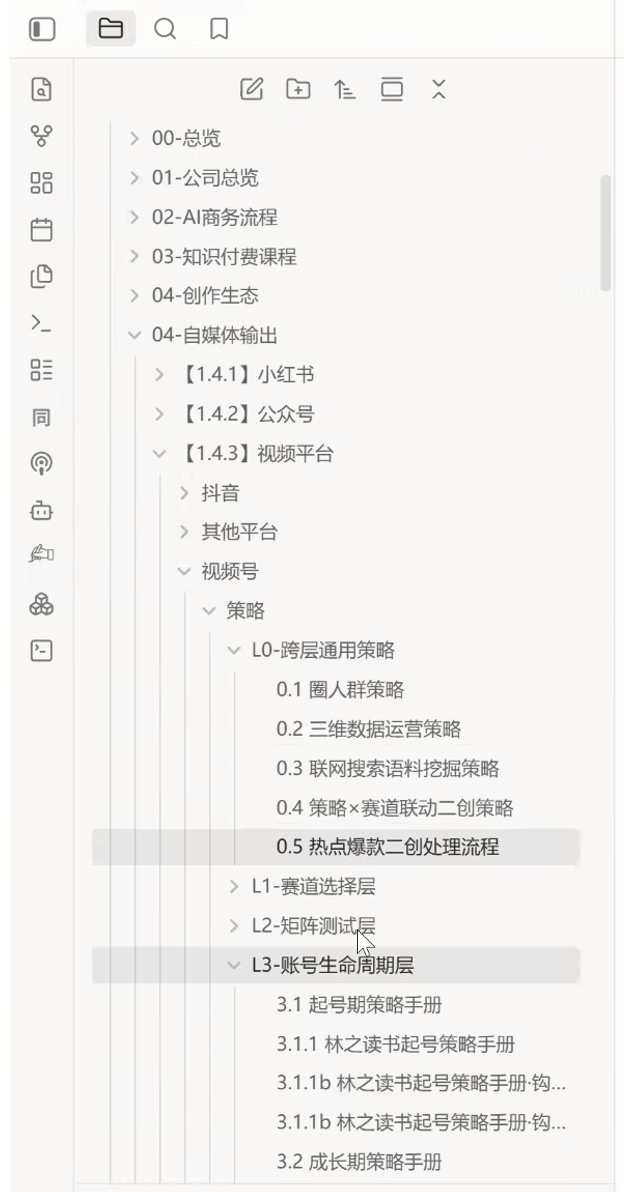 00-总览
01-公司总览
02-AI商务流程
03-知识付费课程
04-创作生态
04-自媒体输出
【1.4.1】小红书
【1.4.2】公众号
【1.4.3】视频平台
抖音
其他平台
视频号
策略
L0-跨层通用策略
0.1 圈人群策略
0.2 三维数据运营策略
0.3 联网搜索语料挖掘策略
0.4 策略×赛道联动二创策略
0.5 热点爆款二创处理流程
L1-赛道选择层
L2-矩阵测试层
L3-账号生命周期层
3.1 起号期策略手册
3.1.1 林之读书起号策略手册
3.1.1b 林之读书起号策略手册·钩...
3.1.1b 林之读书起号策略手册·钩...
3.2 成长期策略手册